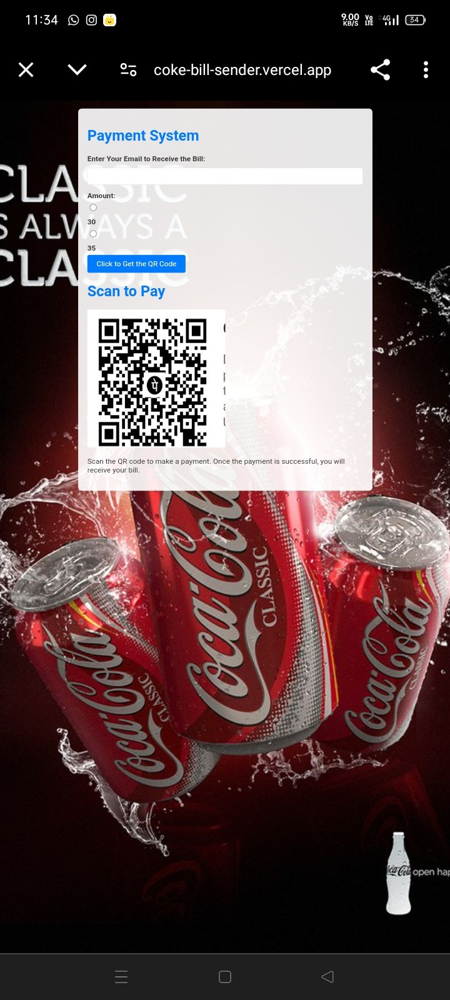 11:34
9.00 KB/S Vo LTE 4G 34
coke-bill-sender.vercel.app
Payment System
Enter Your Email to Receive the Bill:
CLASSIC
Amount:
S ALWAYS A
30
35
CLASSIC
Click to Get the QR Code
Scan to Pay
पे
Scan the QR code to make a payment. Once the payment is successful, you will
receive your bill.
Coca-Cola
CLASSIC
Coca-Cola
CLASSIC
Coca-Cola
CLASSIC
Coca-Cola
open hap